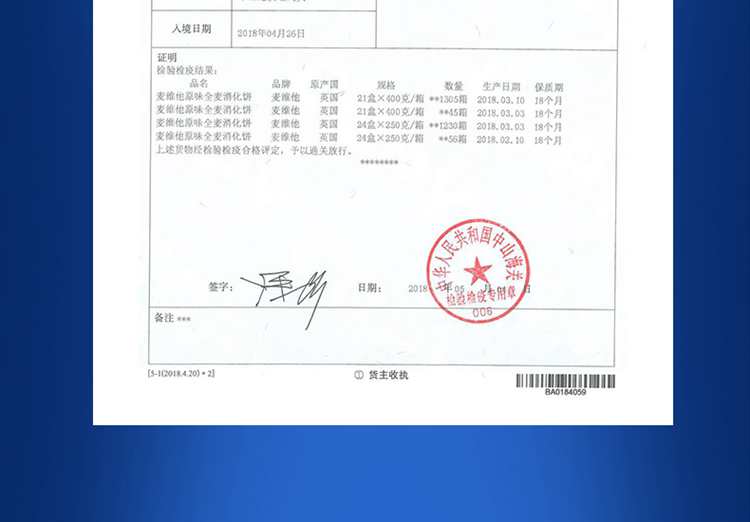 入境日期
2018年04月26日
证明
检验检疫结果:
品名 品牌 原产国 规格 数量 生产日期 保质期
麦维他原味全麦消化饼 麦维他 英国 21盒×400克/箱 **1305箱 2018.03.10 18个月
麦维他原味全麦消化饼 麦维他 英国 21盒×400克/箱 **45箱 2018.03.03 18个月
麦维他原味全麦消化饼 麦维他 英国 24盒×250克/箱 **1230箱 2018.03.03 18个月
麦维他原味全麦消化饼 麦维他 英国 24盒×250克/箱 **56箱 2018.02.10 18个月
上述货物经检验检疫合格评定，予以通关放行。
********
中华人民共和国中山海关
检验检疫专用章
006
签字: 日期: 2018 年 05 月 日
备注 ***
[5-1(2018.4.20)*2]
① 货主收执
BA0184059